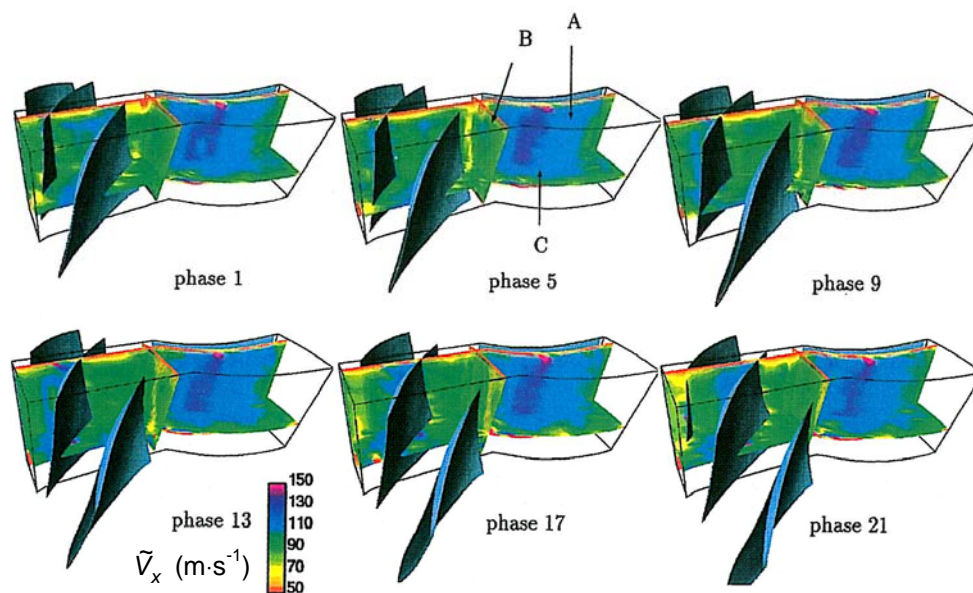 A
B
C
phase 1
phase 5
phase 9
phase 13
phase 17
phase 21
150
130
110
90
70
50
Ṽx (m·s⁻¹)